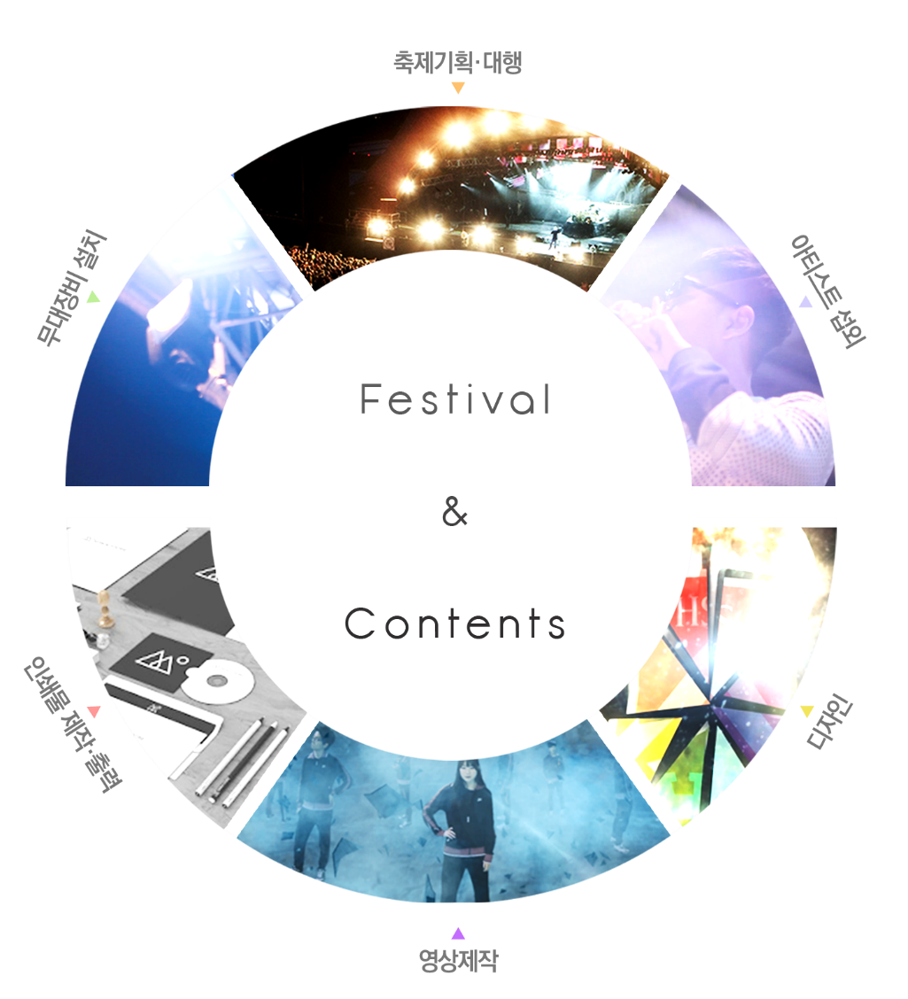 축제기획·대행
무대장비 설치
아티스트 섭외
Festival
&
Contents
인쇄물 제작·출력
디자인
영상제작